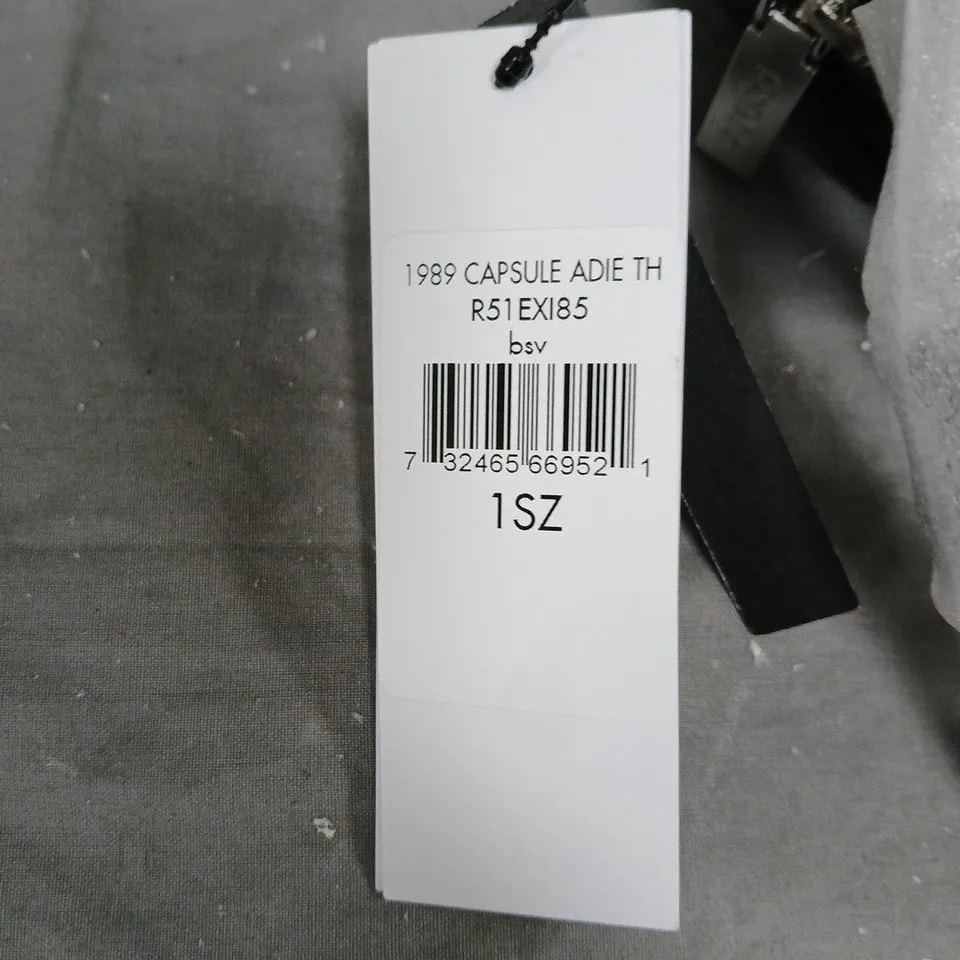 1989 CAPSULE ADIE TH
R51EXI85
bsv
7 32465 66952 1
1SZ